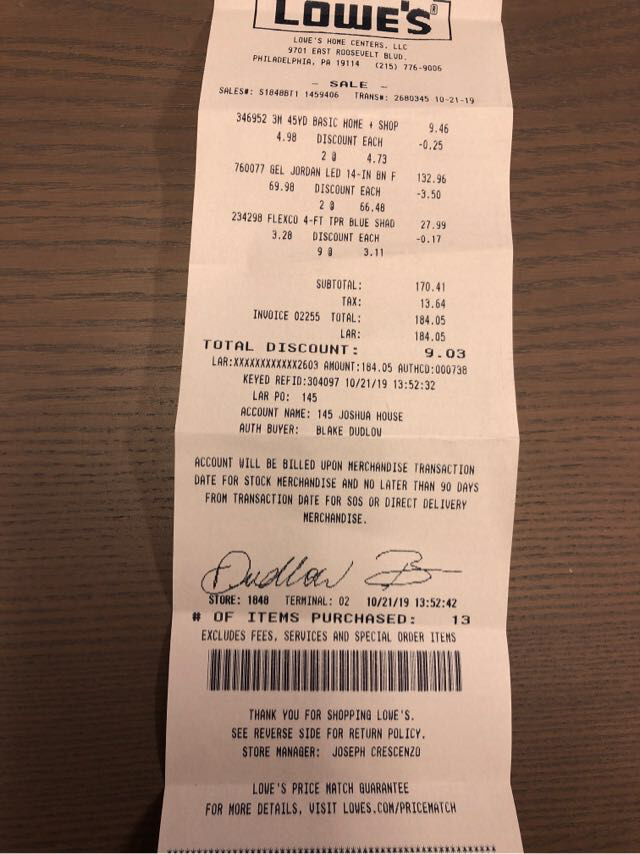 LOWE'S®
LOWE'S HOME CENTERS, LLC
9701 EAST ROOSEVELT BLVD.
PHILADELPHIA, PA 19114 (215) 776-9006
- SALE -
SALES#: S1848BT1 1459406 TRANS#: 2680345 10-21-19
346952 3M 45YD BASIC HOME + SHOP 9.46
4.98 DISCOUNT EACH -0.25
2 @ 4.73
760077 GEL JORDAN LED 14-IN BN F 132.96
69.98 DISCOUNT EACH -3.50
2 @ 66.48
234298 FLEXCO 4-FT TPR BLUE SHAD 27.99
3.28 DISCOUNT EACH -0.17
9 @ 3.11
SUBTOTAL: 170.41
TAX: 13.64
INVOICE 02255 TOTAL: 184.05
LAR: 184.05
TOTAL DISCOUNT: 9.03
LAR:XXXXXXXXXXXX2603 AMOUNT:184.05 AUTHCD:000738
KEYED REFID:304097 10/21/19 13:52:32
LAR PO: 145
ACCOUNT NAME: 145 JOSHUA HOUSE
AUTH BUYER: BLAKE DUDLOW
ACCOUNT WILL BE BILLED UPON MERCHANDISE TRANSACTION
DATE FOR STOCK MERCHANDISE AND NO LATER THAN 90 DAYS
FROM TRANSACTION DATE FOR SOS OR DIRECT DELIVERY
MERCHANDISE.
Dudlow B
STORE: 1848 TERMINAL: 02 10/21/19 13:52:42
# OF ITEMS PURCHASED: 13
EXCLUDES FEES, SERVICES AND SPECIAL ORDER ITEMS
THANK YOU FOR SHOPPING LOWE'S.
SEE REVERSE SIDE FOR RETURN POLICY.
STORE MANAGER: JOSEPH CRESCENZO
LOWE'S PRICE MATCH GUARANTEE
FOR MORE DETAILS, VISIT LOWES.COM/PRICEMATCH